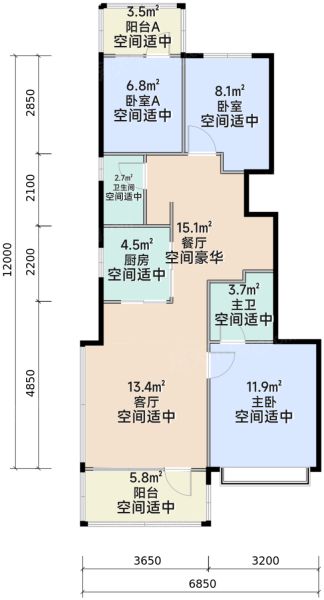 3.5m²
阳台A
空间适中
6.8m²
卧室A
空间适中
8.1m²
卧室
空间适中
2.7m²
卫生间
空间适中
15.1m²
餐厅
空间豪华
4.5m²
厨房
空间适中
3.7m²
主卫
空间适中
13.4m²
客厅
空间适中
11.9m²
主卧
空间适中
5.8m²
阳台
空间适中
2850
2100
2200
4850
12000
3650
3200
6850